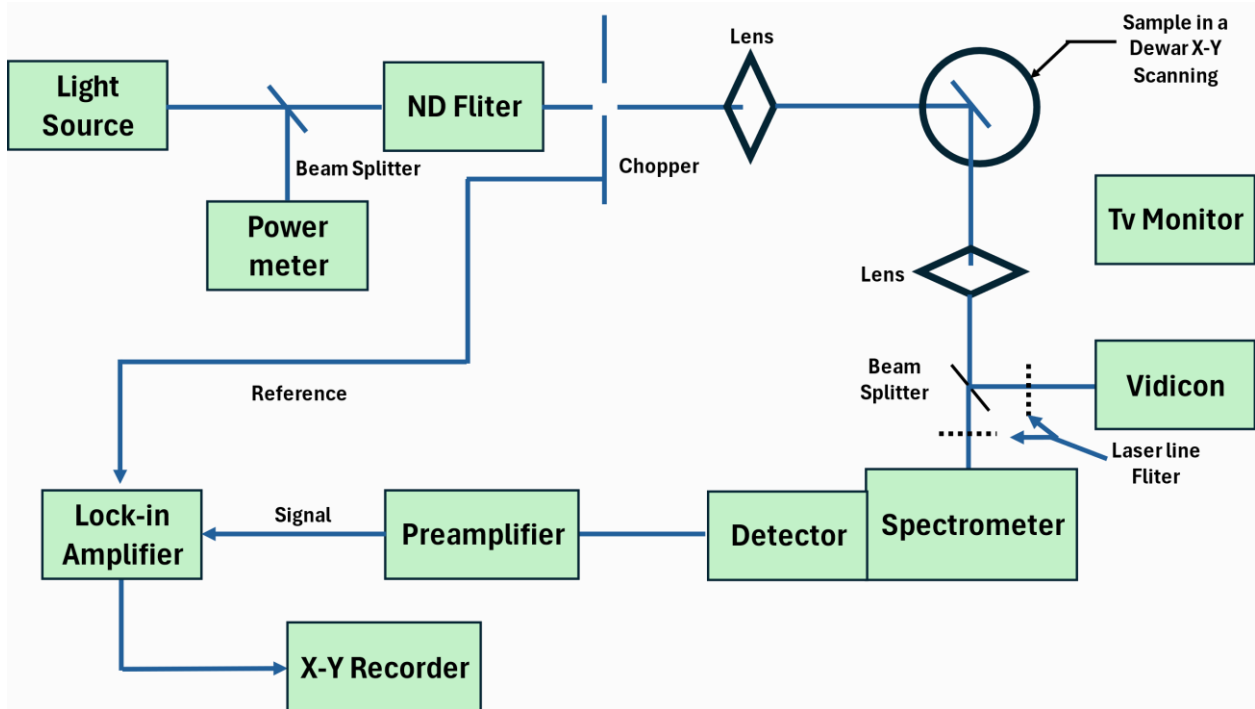 Light
Source
ND Fliter
Beam Splitter
Power
meter
Chopper
Lens
Sample in a
Dewar X-Y
Scanning
Tv Monitor
Lens
Beam
Splitter
Vidicon
Laser line
Fliter
Reference
Lock-in
Amplifier
Signal
Preamplifier
Detector
Spectrometer
X-Y Recorder